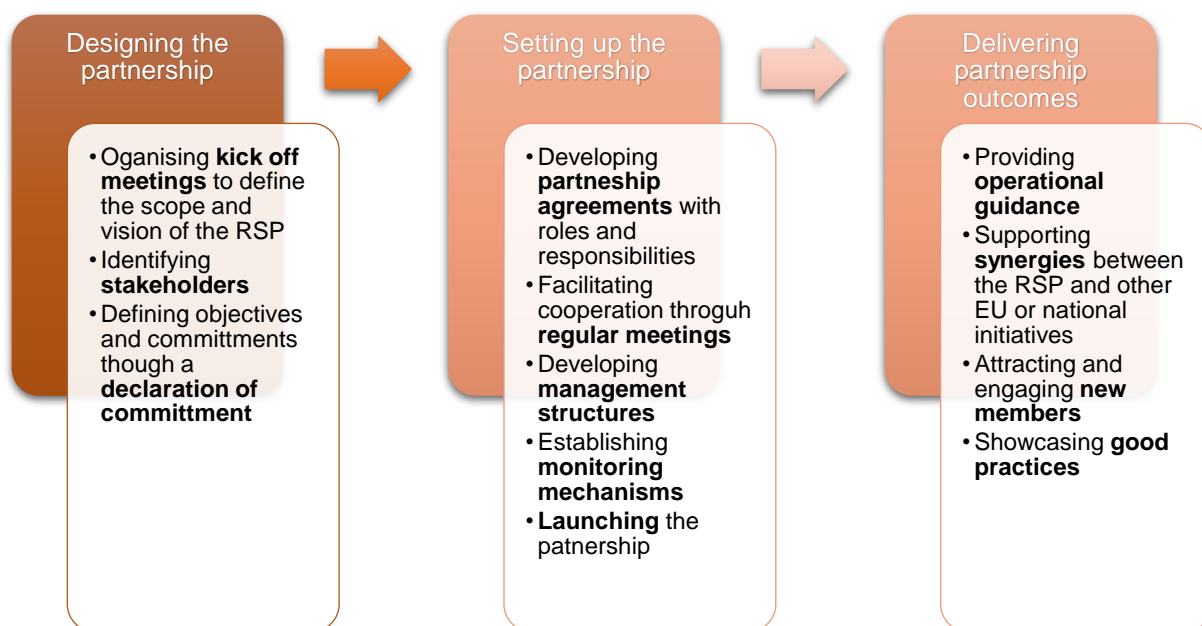 Designing the
partnership
• Oganising kick off
meetings to define
the scope and
vision of the RSP
• Identifying
stakeholders
• Defining objectives
and committments
though a
declaration of
committment
Setting up the
partnership
• Developing
partneship
agreements with
roles and
responsibilities
• Facilitating
cooperation throguh
regular meetings
• Developing
management
structures
• Establishing
monitoring
mechanisms
• Launching the
patnership
Delivering
partnership
outcomes
• Providing
operational
guidance
• Supporting
synergies between
the RSP and other
EU or national
initiatives
• Attracting and
engaging new
members
• Showcasing good
practices